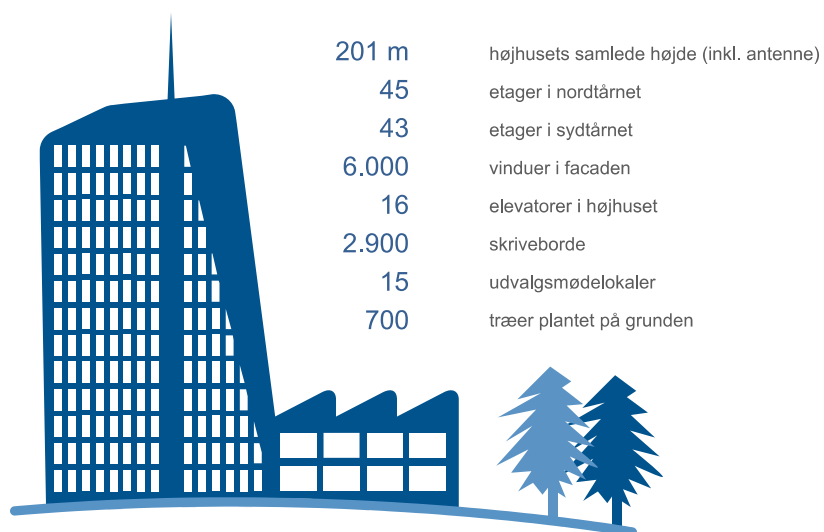 201 m højhusets samlede højde (inkl. antenne)
45 etager i nordtårnet
43 etager i sydtårnet
6.000 vinduer i facaden
16 elevatorer i højhuset
2.900 skriveborde
15 udvalgsmødelokaler
700 træer plantet på grunden